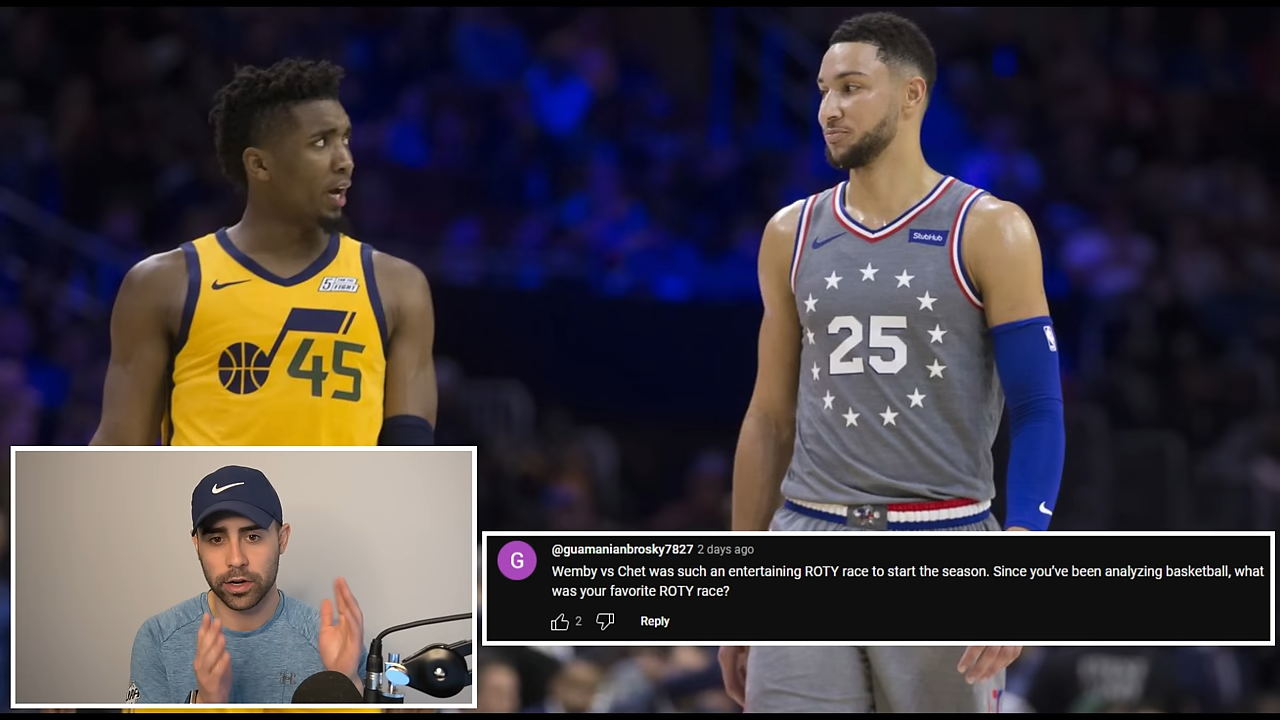 5 FOR THE FIGHT
45
StubHub
25
G
@guamanianbrosky7827 2 days ago
Wemby vs Chet was such an entertaining ROTY race to start the season. Since you've been analyzing basketball, what
was your favorite ROTY race?
2
Reply